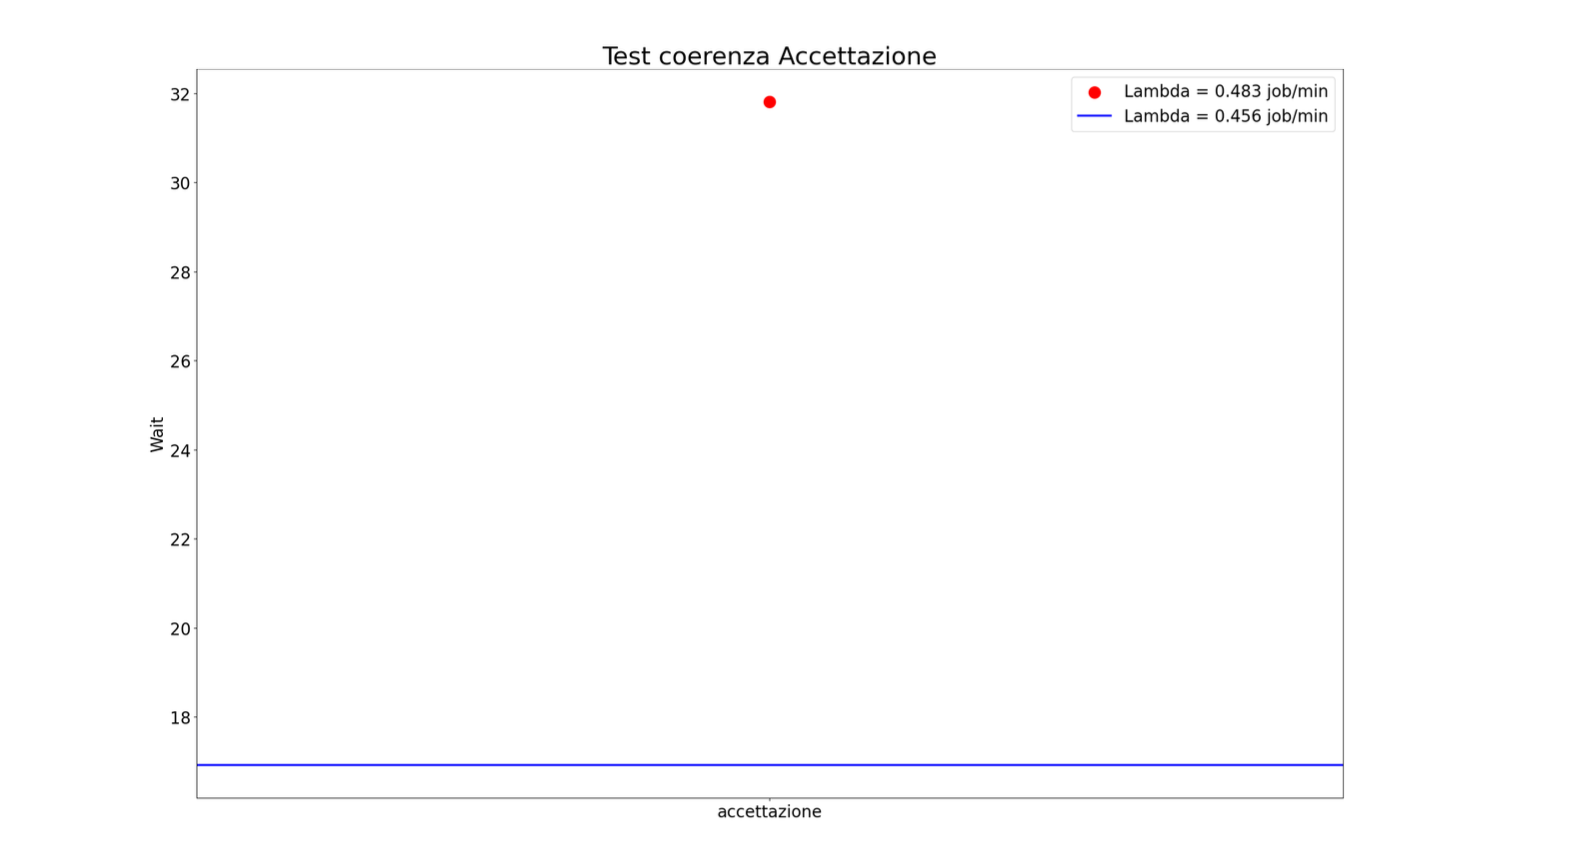 Test coerenza Accettazione
Lambda = 0.483 job/min
Lambda = 0.456 job/min
32
30
28
26
24
22
20
18
Wait
accettazione